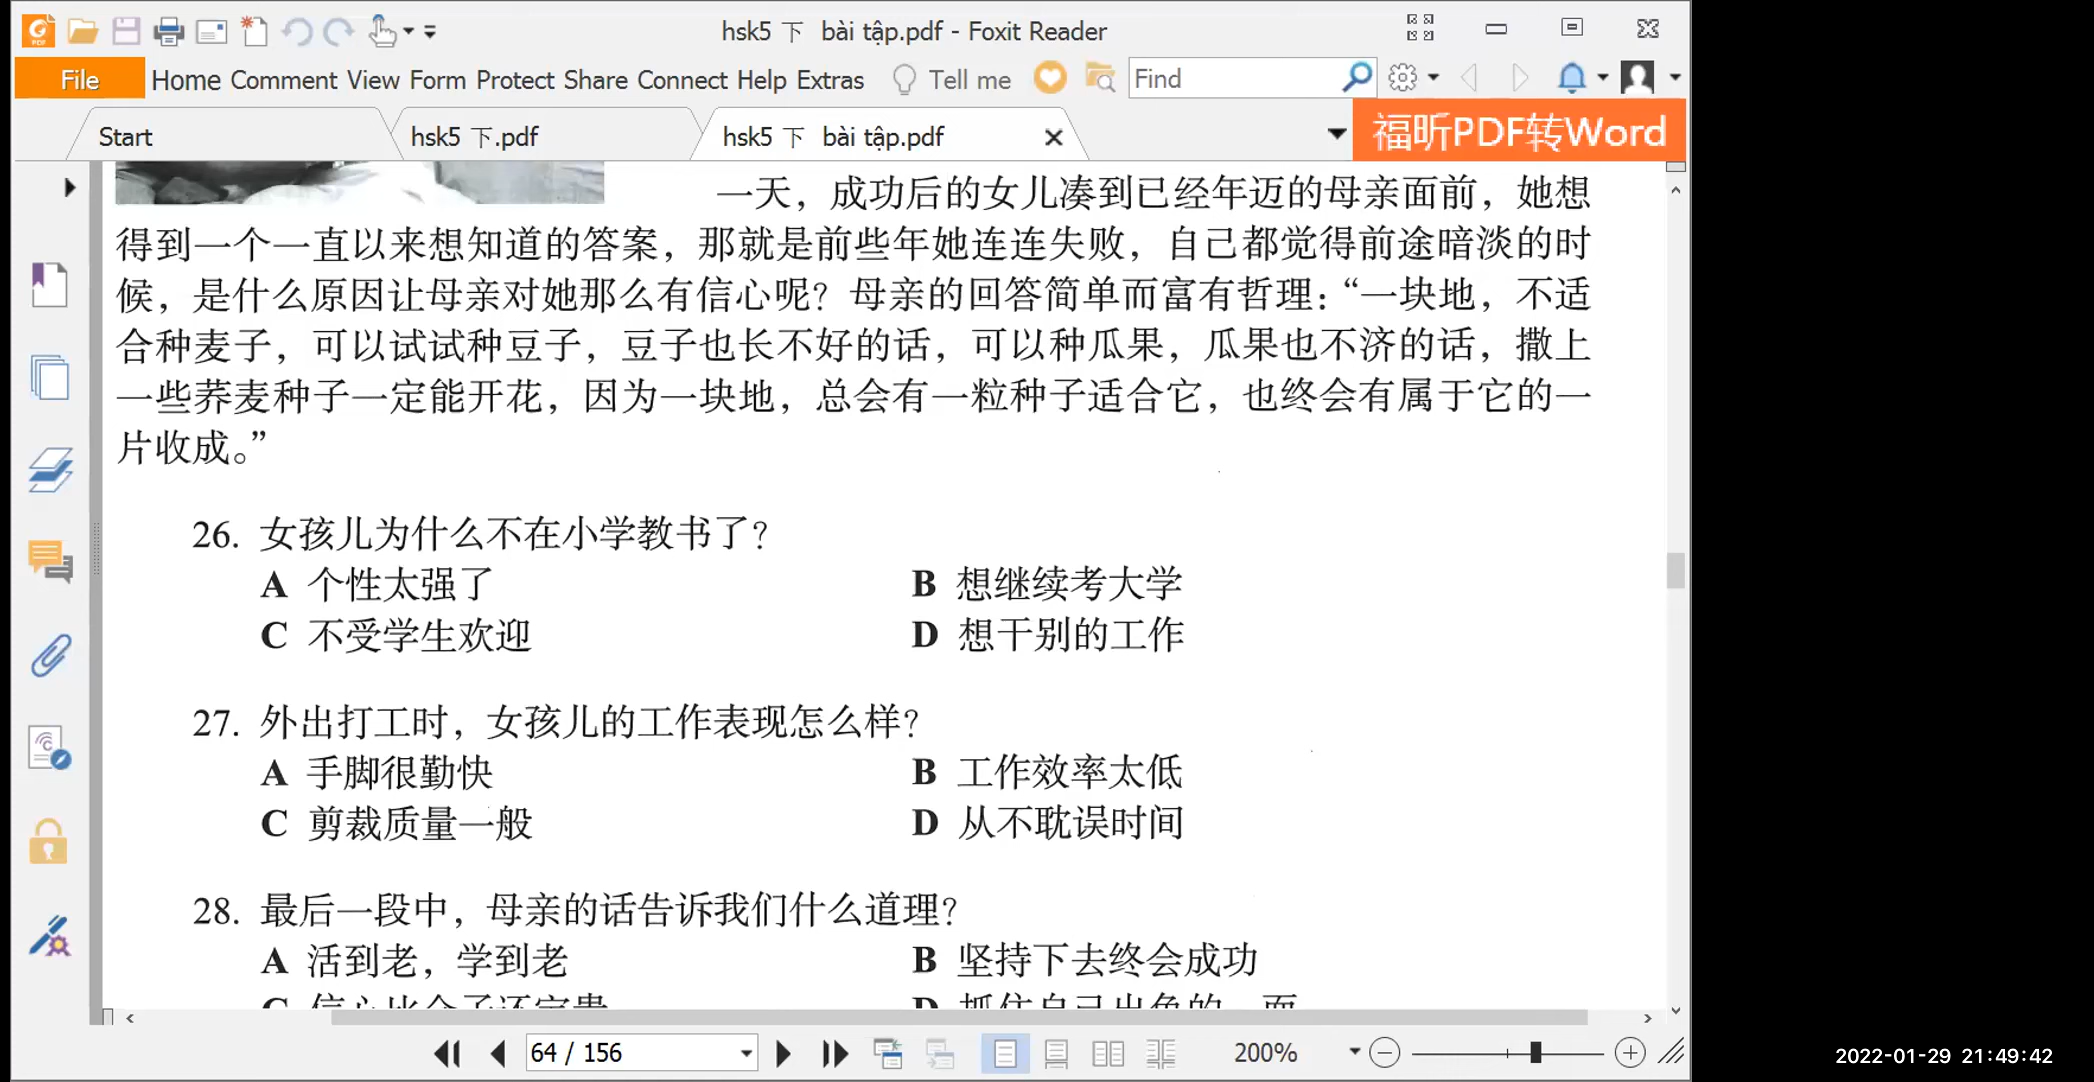 hsk5 下 bài tập.pdf - Foxit Reader
File Home Comment View Form Protect Share Connect Help Extras Tell me Find
Start hsk5 下.pdf hsk5 下 bài tập.pdf 福昕PDF转Word
一天，成功后的女儿凑到已经年迈的母亲面前，她想
得到一个一直以来想知道的答案，那就是前些年她连连失败，自己都觉得前途暗淡的时
候，是什么原因让母亲对她那么有信心呢？母亲的回答简单而富有哲理：“一块地，不适
合种麦子，可以试试种豆子，豆子也长不好的话，可以种瓜果，瓜果也不济的话，撒上
一些荞麦种子一定能开花，因为一块地，总会有一粒种子适合它，也终会有属于它的一
片收成。”
26. 女孩儿为什么不在小学教书了？
A 个性太强了 B 想继续考大学
C 不受学生欢迎 D 想干别的工作
27. 外出打工时，女孩儿的工作表现怎么样？
A 手脚很勤快 B 工作效率太低
C 剪裁质量一般 D 从不耽误时间
28. 最后一段中，母亲的话告诉我们什么道理？
A 活到老，学到老 B 坚持下去终会成功
64 / 156 200%
2022-01-29 21:49:42